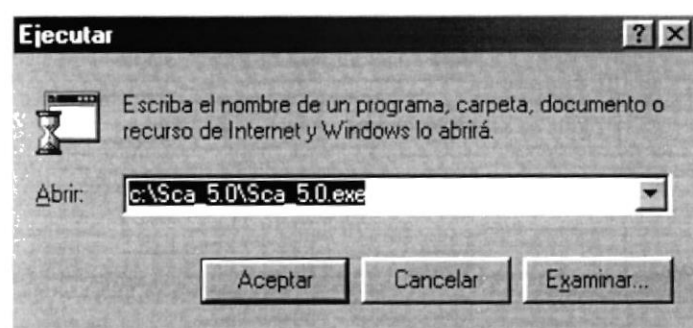 Ejecutar
Escriba el nombre de un programa, carpeta, documento o
recurso de Internet y Windows lo abrirá.
Abrir: c:\Sca_5.0\Sca_5.0.exe
Aceptar Cancelar Examinar...